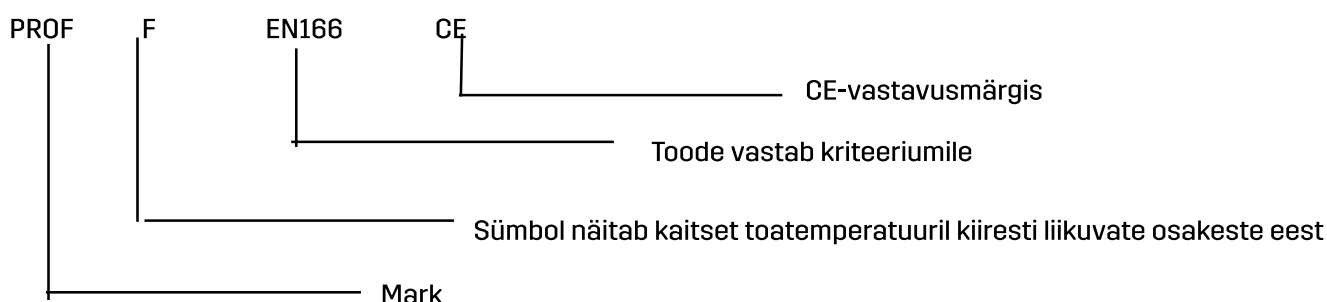 PROF F EN166 CE
CE-vastavusmärgis
Toode vastab kriteeriumile
Sümbol näitab kaitset toatemperatuuril kiiresti liikuvate osakeste eest
Mark